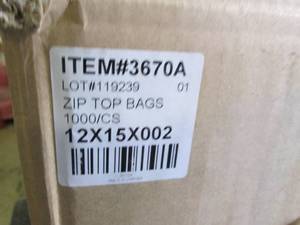 ITEM#3670A
LOT#119239 01
ZIP TOP BAGS
1000/CS
12X15X002